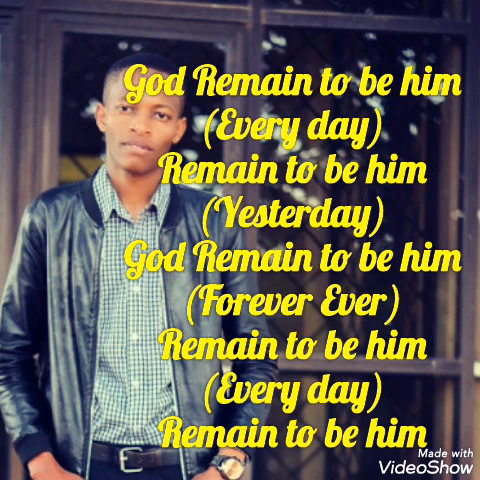 God Remain to be him
(Every day)
Remain to be him
(Yesterday)
God Remain to be him
(Forever Ever)
Remain to be him
(Every day)
Remain to be him
Made with
VideoShow